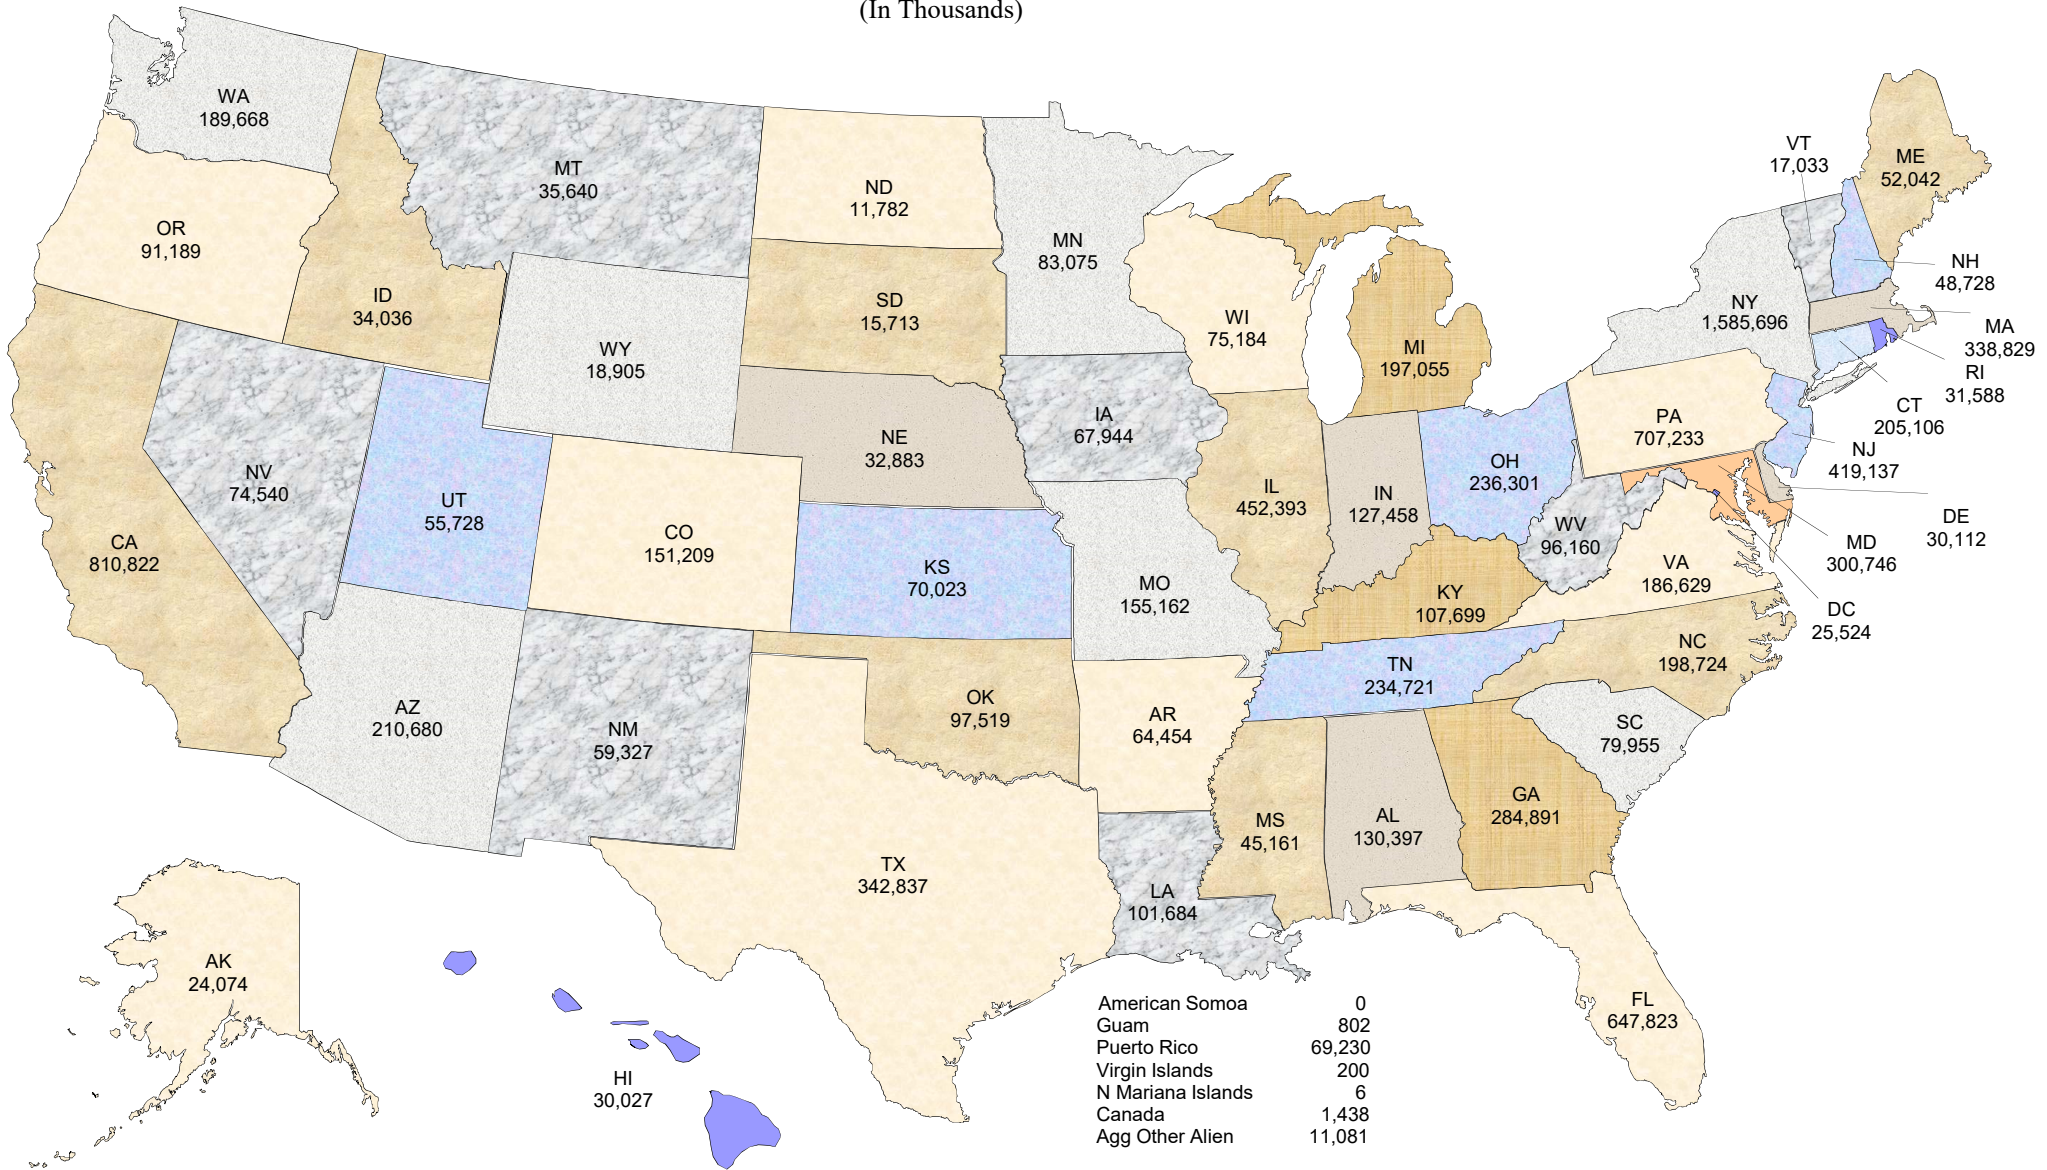 (In Thousands)
WA
189,668
MT
35,640
ND
11,782
VT
17,033
ME
52,042
OR
91,189
MN
83,075
NH
48,728
ID
34,036
SD
15,713
WI
75,184
NY
1,585,696
MA
338,829
WY
18,905
MI
197,055
RI
31,588
CT
205,106
IA
67,944
PA
707,233
NE
32,883
NJ
419,137
NV
74,540
UT
55,728
OH
236,301
IL
452,393
IN
127,458
DE
30,112
WV
96,160
CO
151,209
CA
810,822
MD
300,746
KS
70,023
VA
186,629
MO
155,162
KY
107,699
DC
25,524
NC
198,724
TN
234,721
AZ
210,680
NM
59,327
OK
97,519
AR
64,454
SC
79,955
GA
284,891
MS
45,161
AL
130,397
TX
342,837
LA
101,684
AK
24,074
FL
647,823
HI
30,027
American Somoa 0
Guam 802
Puerto Rico 69,230
Virgin Islands 200
N Mariana Islands 6
Canada 1,438
Agg Other Alien 11,081